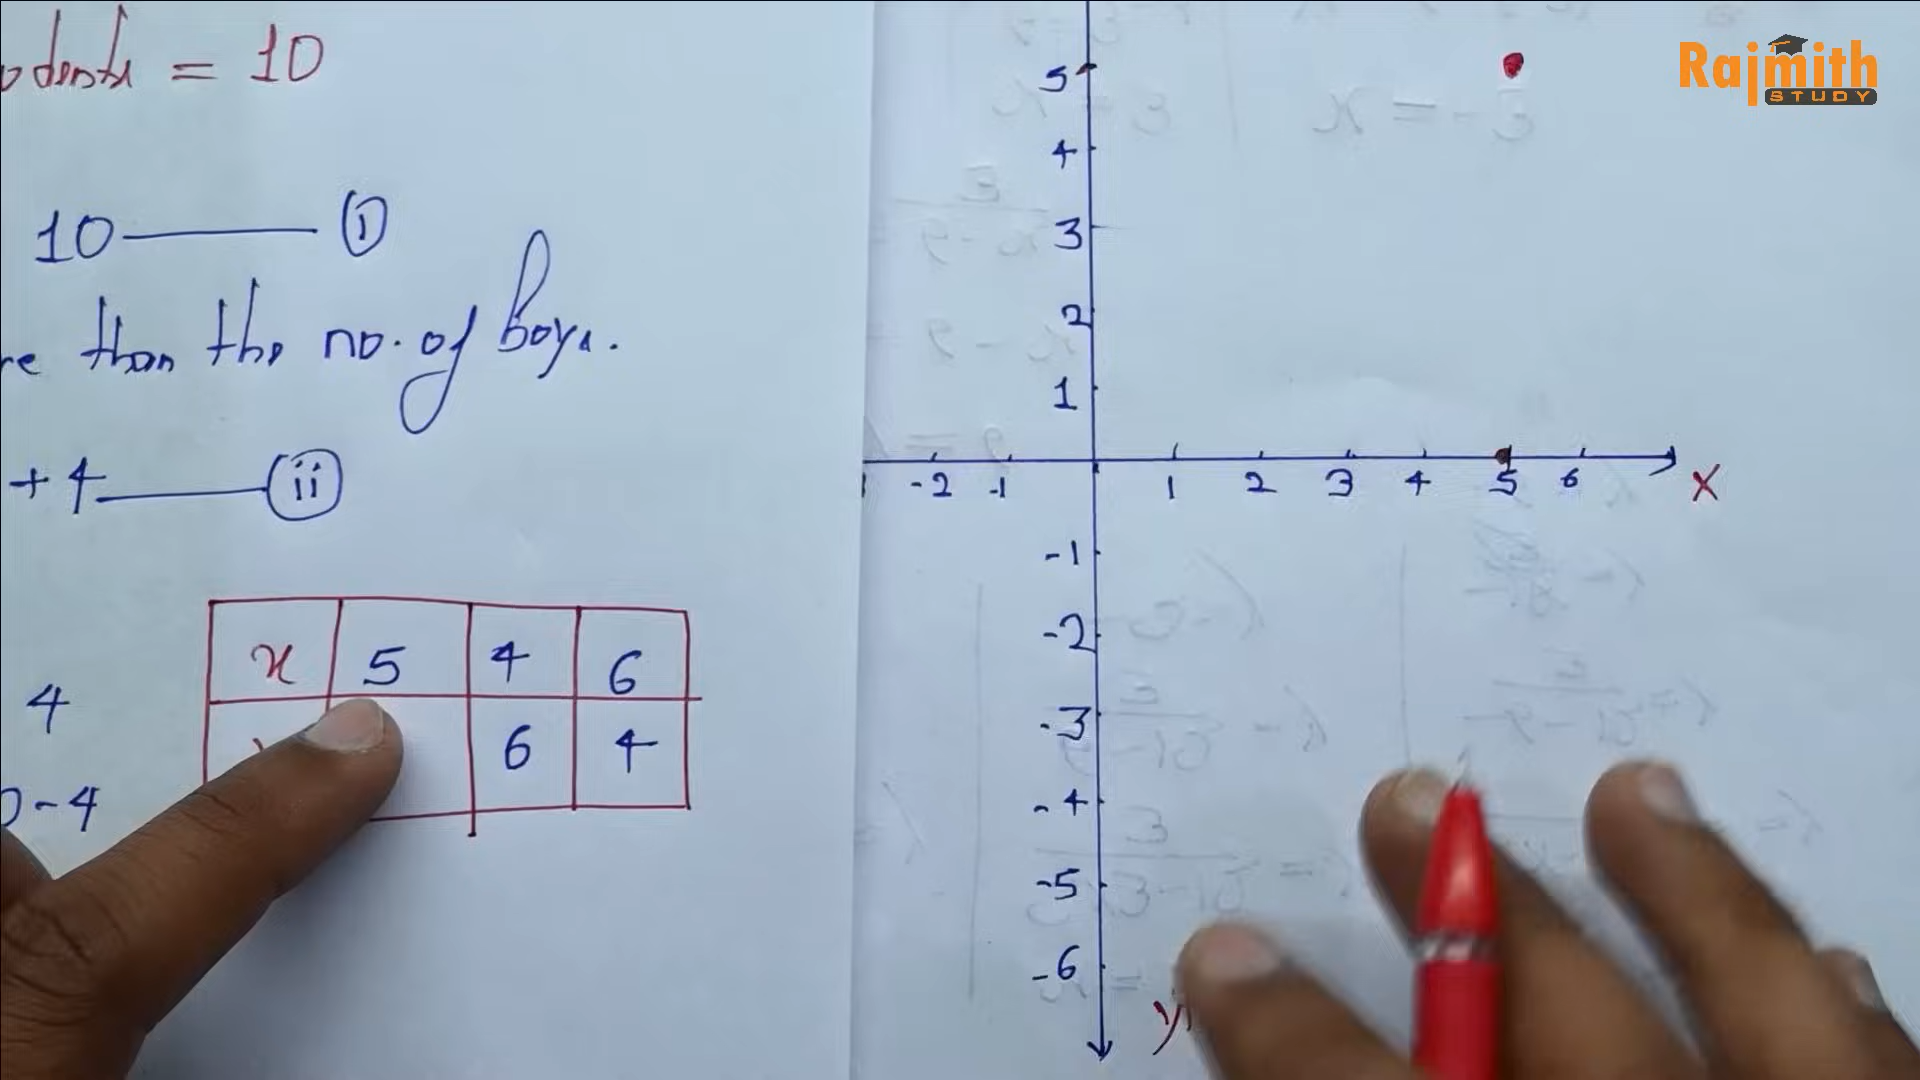 = 10
10 ——— (i)
re than the no. of boys.
+ 4 ——— (ii)
4
0 - 4
x 5 4 6
6 4
5
4
3
2
1
-2 -1 1 2 3 4 5 6 X
-1
-2
-3
-4
-5
-6
y'
Rajmith
STUDY